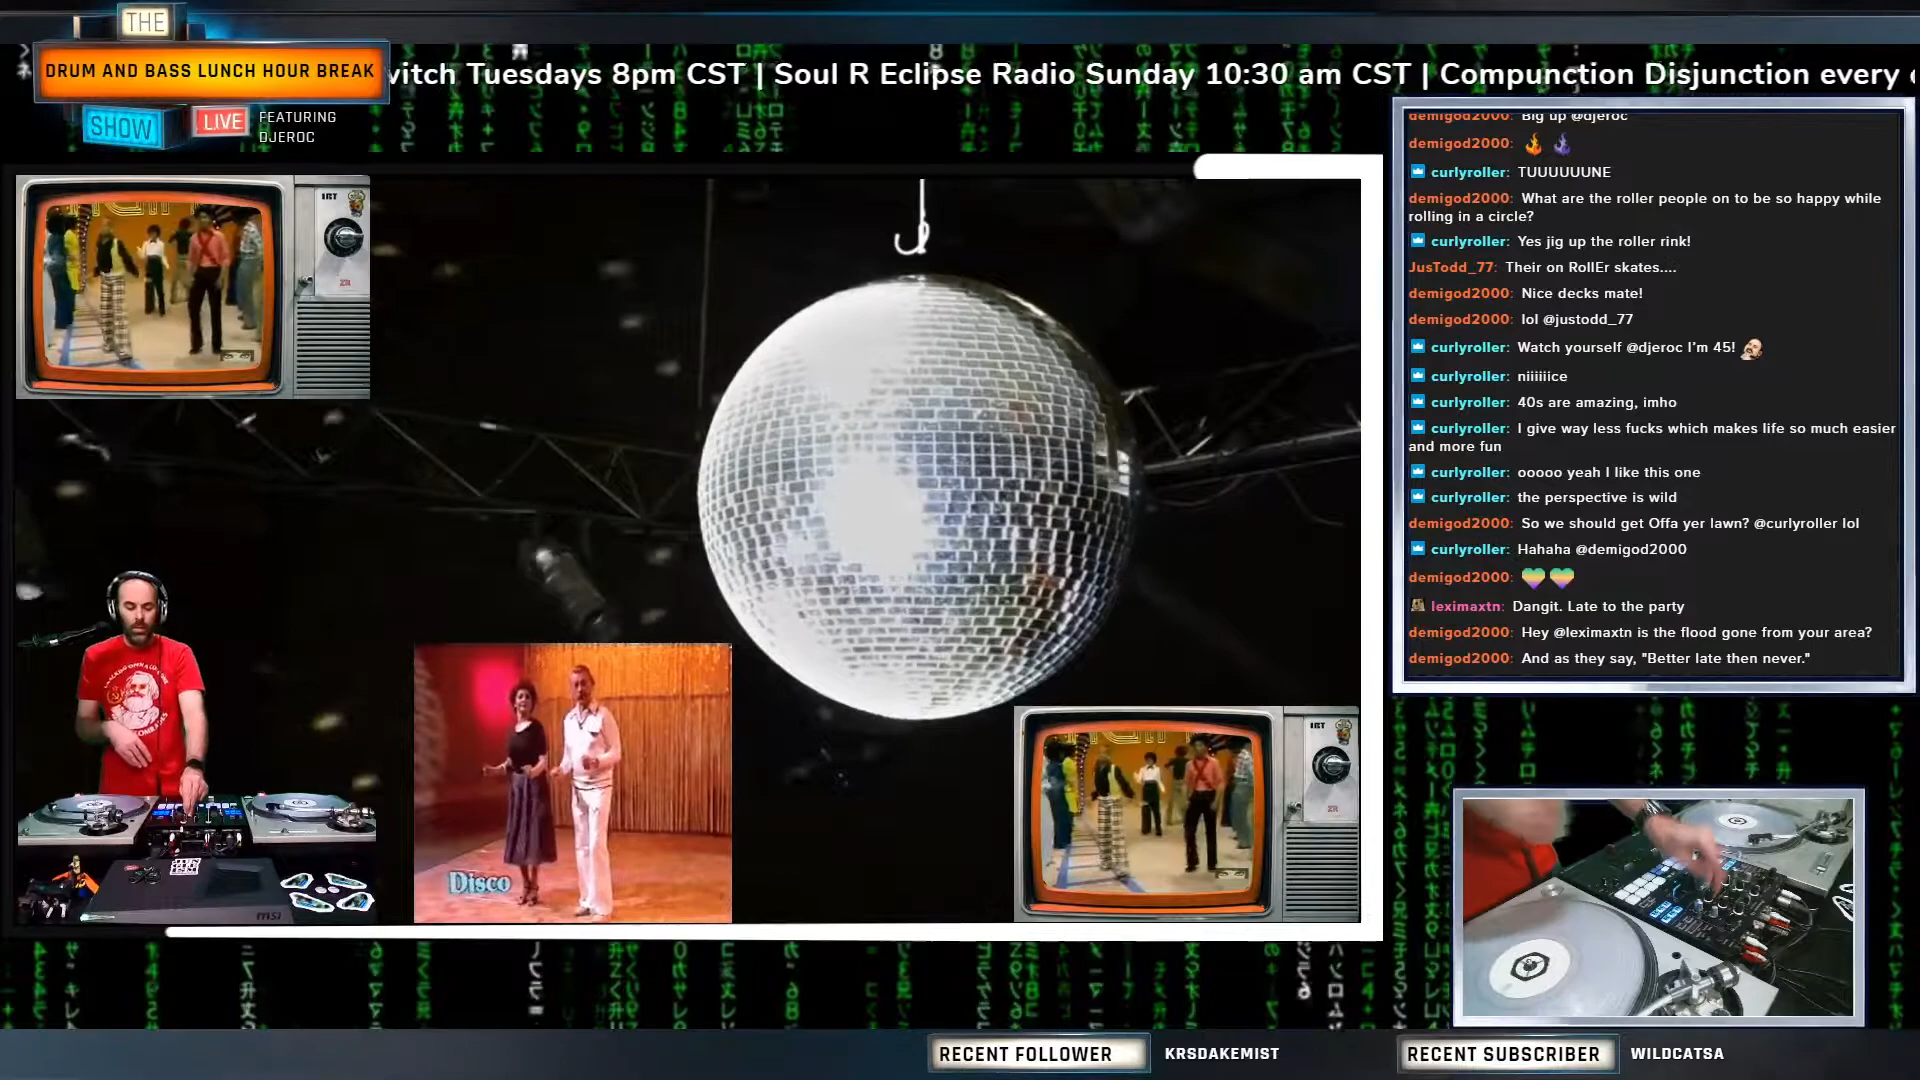 THE
DRUM AND BASS LUNCH HOUR BREAK
SHOW
LIVE
FEATURING
DJEROC
witch Tuesdays 8pm CST | Soul R Eclipse Radio Sunday 10:30 am CST | Compunction Disjunction every
demigod2000: Big up @djeroc
demigod2000:
curlyroller: TUUUUUUNE
demigod2000: What are the roller people on to be so happy while
rolling in a circle?
curlyroller: Yes jig up the roller rink!
JusTodd_77: Their on RollEr skates....
demigod2000: Nice decks mate!
demigod2000: lol @justodd_77
curlyroller: Watch yourself @djeroc I'm 45!
curlyroller: niiiiiice
curlyroller: 40s are amazing, imho
curlyroller: I give way less fucks which makes life so much easier
and more fun
curlyroller: ooooo yeah I like this one
curlyroller: the perspective is wild
demigod2000: So we should get Offa yer lawn? @curlyroller lol
curlyroller: Hahaha @demigod2000
demigod2000:
leximaxtn: Dangit. Late to the party
demigod2000: Hey @leximaxtn is the flood gone from your area?
demigod2000: And as they say, "Better late then never."
Disco
msi
RECENT FOLLOWER
KRSDAKEMIST
RECENT SUBSCRIBER
WILDCATSA